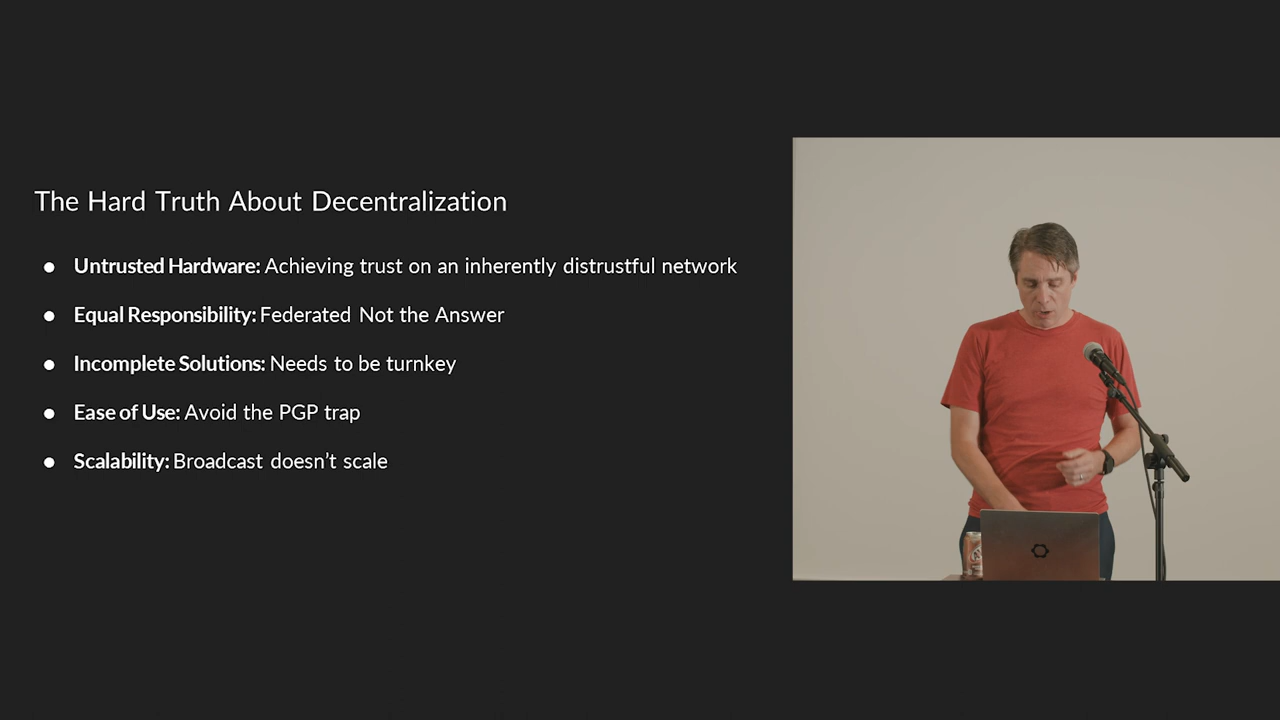 The Hard Truth About Decentralization
● Untrusted Hardware: Achieving trust on an inherently distrustful network
● Equal Responsibility: Federated Not the Answer
● Incomplete Solutions: Needs to be turnkey
● Ease of Use: Avoid the PGP trap
● Scalability: Broadcast doesn’t scale